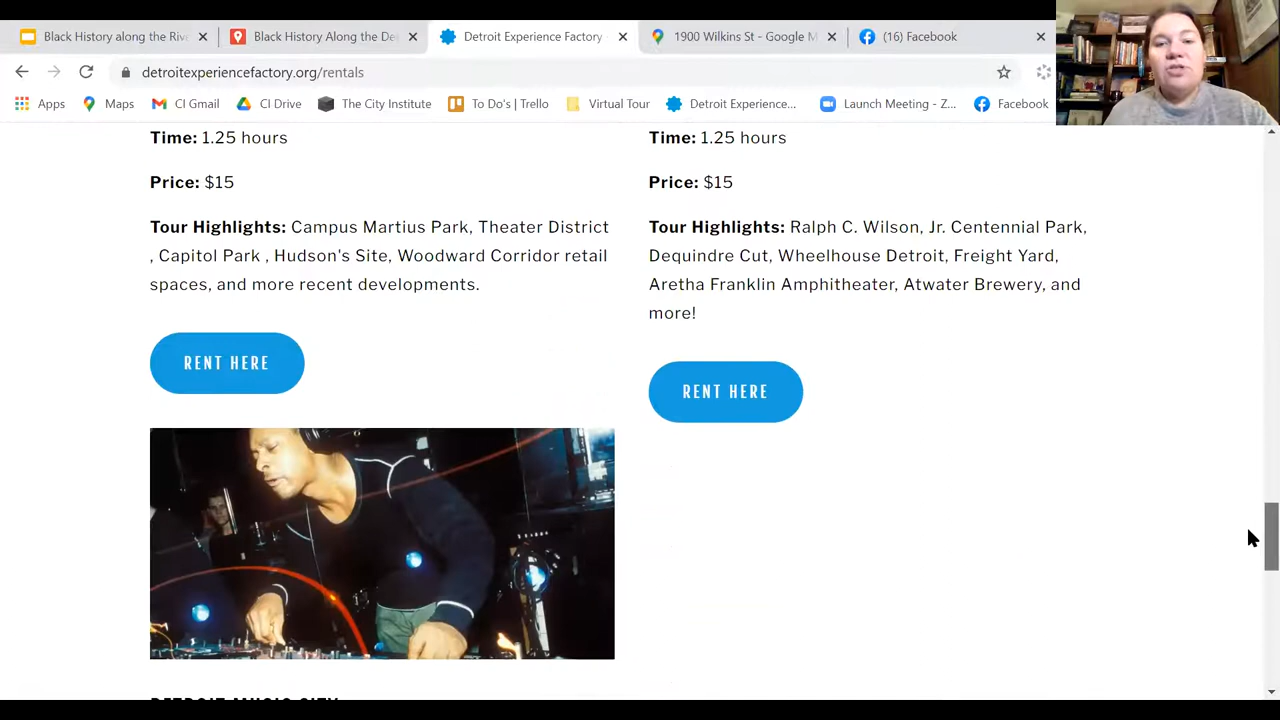 Black History along the Riv
Black History Along the De
Detroit Experience Factory
1900 Wilkins St - Google M
(16) Facebook
detroitexperiencefactory.org/rentals
Apps
Maps
CI Gmail
CI Drive
The City Institute
To Do's | Trello
Virtual Tour
Detroit Experience...
Launch Meeting - Z...
Facebook
Time: 1.25 hours
Price: $15
Tour Highlights: Campus Martius Park, Theater District
, Capitol Park , Hudson's Site, Woodward Corridor retail
spaces, and more recent developments.
RENT HERE
Time: 1.25 hours
Price: $15
Tour Highlights: Ralph C. Wilson, Jr. Centennial Park,
Dequindre Cut, Wheelhouse Detroit, Freight Yard,
Aretha Franklin Amphitheater, Atwater Brewery, and
more!
RENT HERE
DETROIT MUSIC CITY